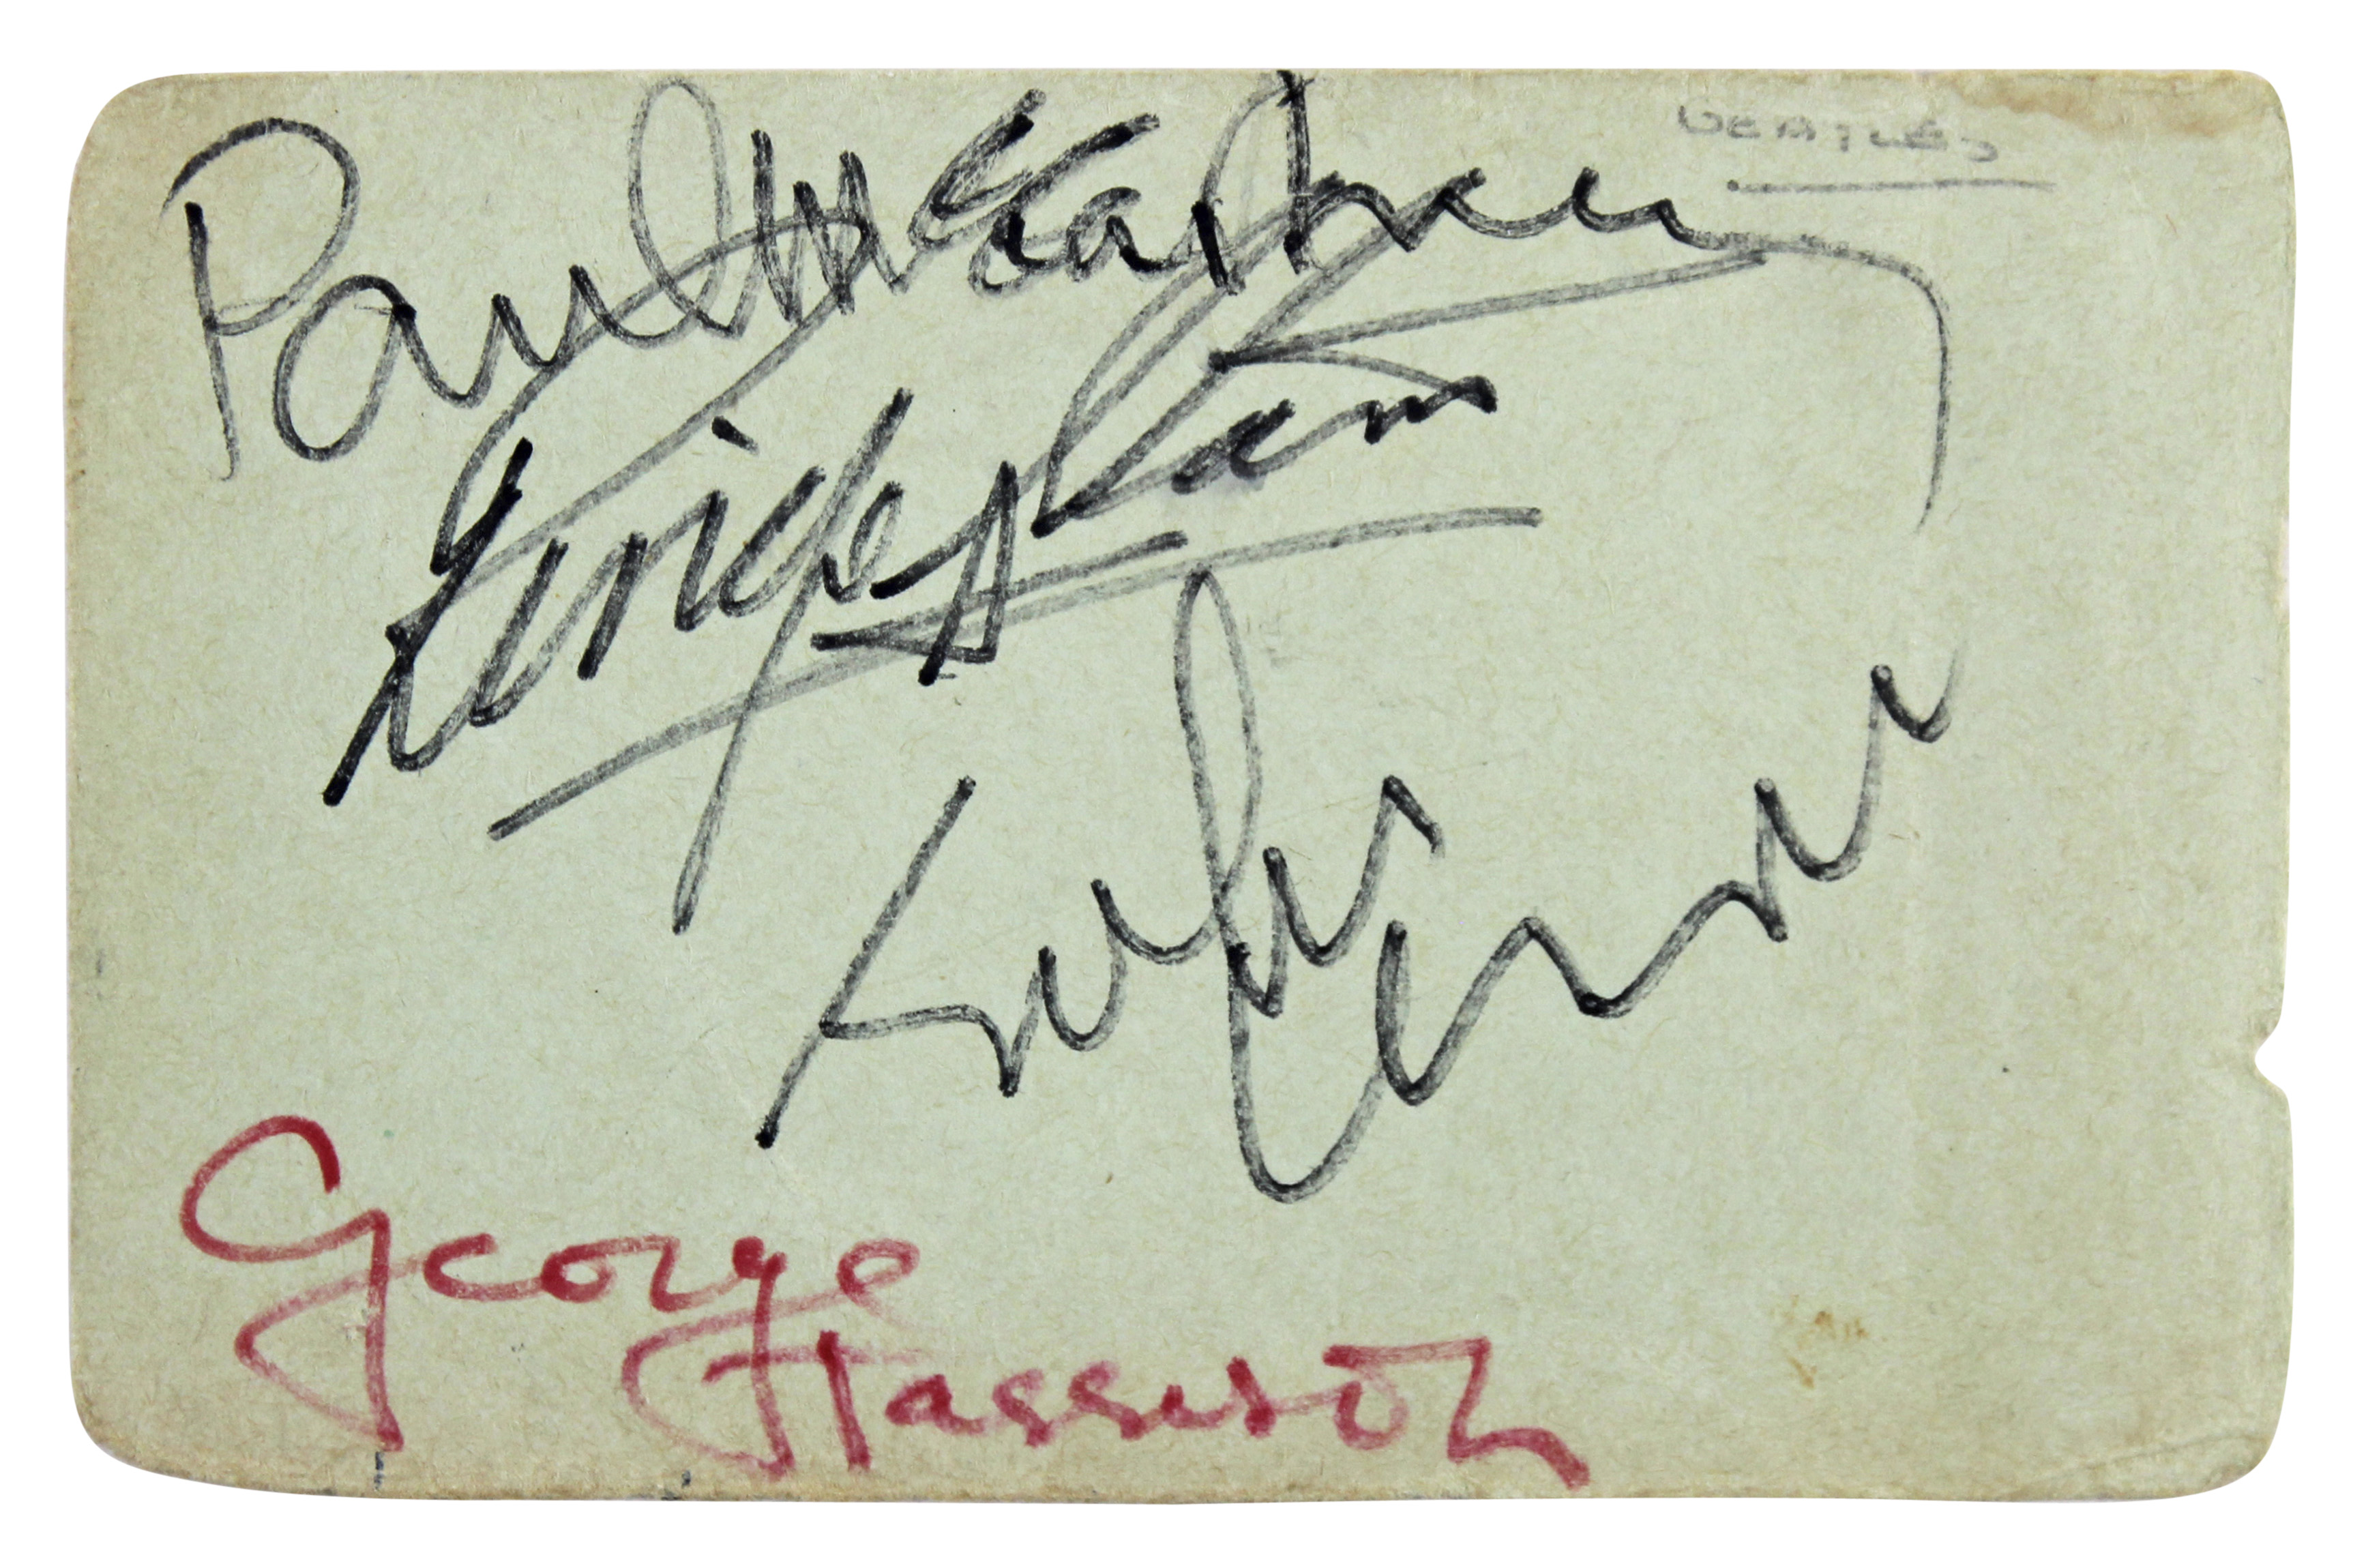 BEATLES
Paul McCartney
Ringo Starr
John Lennon
George Harrison